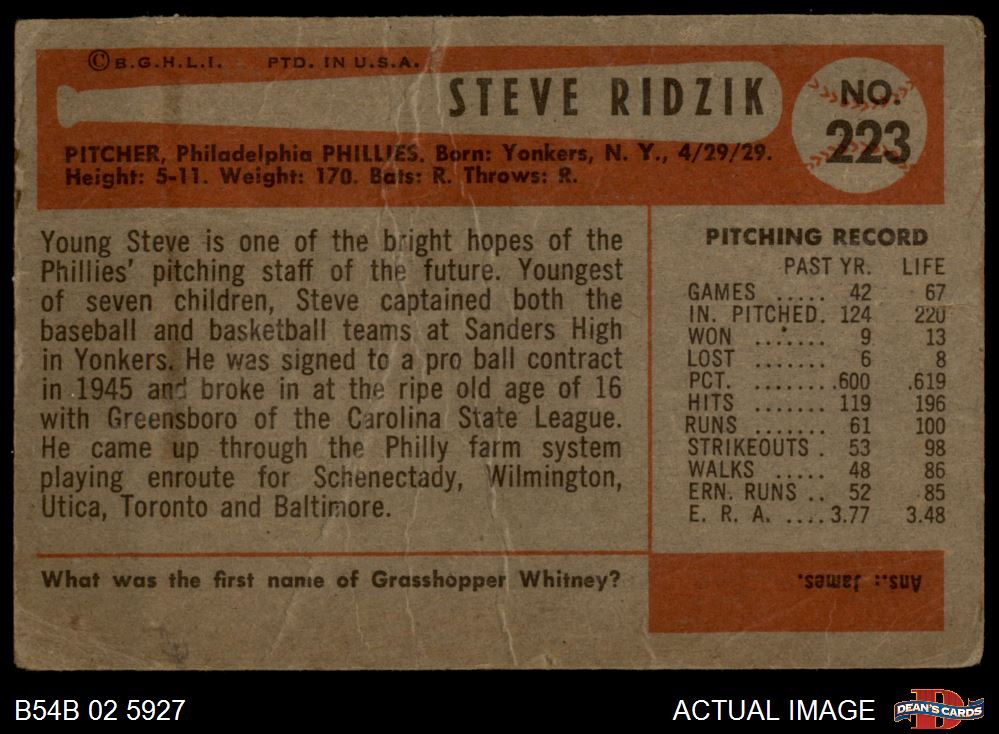 © B.G.H.L.I. PTD. IN U.S.A.
STEVE RIDZIK
NO.
223
PITCHER, Philadelphia PHILLIES. Born: Yonkers, N. Y., 4/29/29.
Height: 5-11. Weight: 170. Bats: R. Throws: R.
Young Steve is one of the bright hopes of the
Phillies' pitching staff of the future. Youngest
of seven children, Steve captained both the
baseball and basketball teams at Sanders High
in Yonkers. He was signed to a pro ball contract
in 1945 and broke in at the ripe old age of 16
with Greensboro of the Carolina State League.
He came up through the Philly farm system
playing enroute for Schenectady, Wilmington,
Utica, Toronto and Baltimore.
PITCHING RECORD
PAST YR. LIFE
GAMES ..... 42 67
IN. PITCHED. 124 220
WON ....... 9 13
LOST ....... 6 8
PCT. ........ .600 .619
HITS ....... 119 196
RUNS ....... 61 100
STRIKEOUTS . 53 98
WALKS ..... 48 86
ERN. RUNS .. 52 85
E. R. A. .... 3.77 3.48
What was the first name of Grasshopper Whitney?
Ans.: James.
B54B 02 5927
ACTUAL IMAGE
DEAN'S CARDS